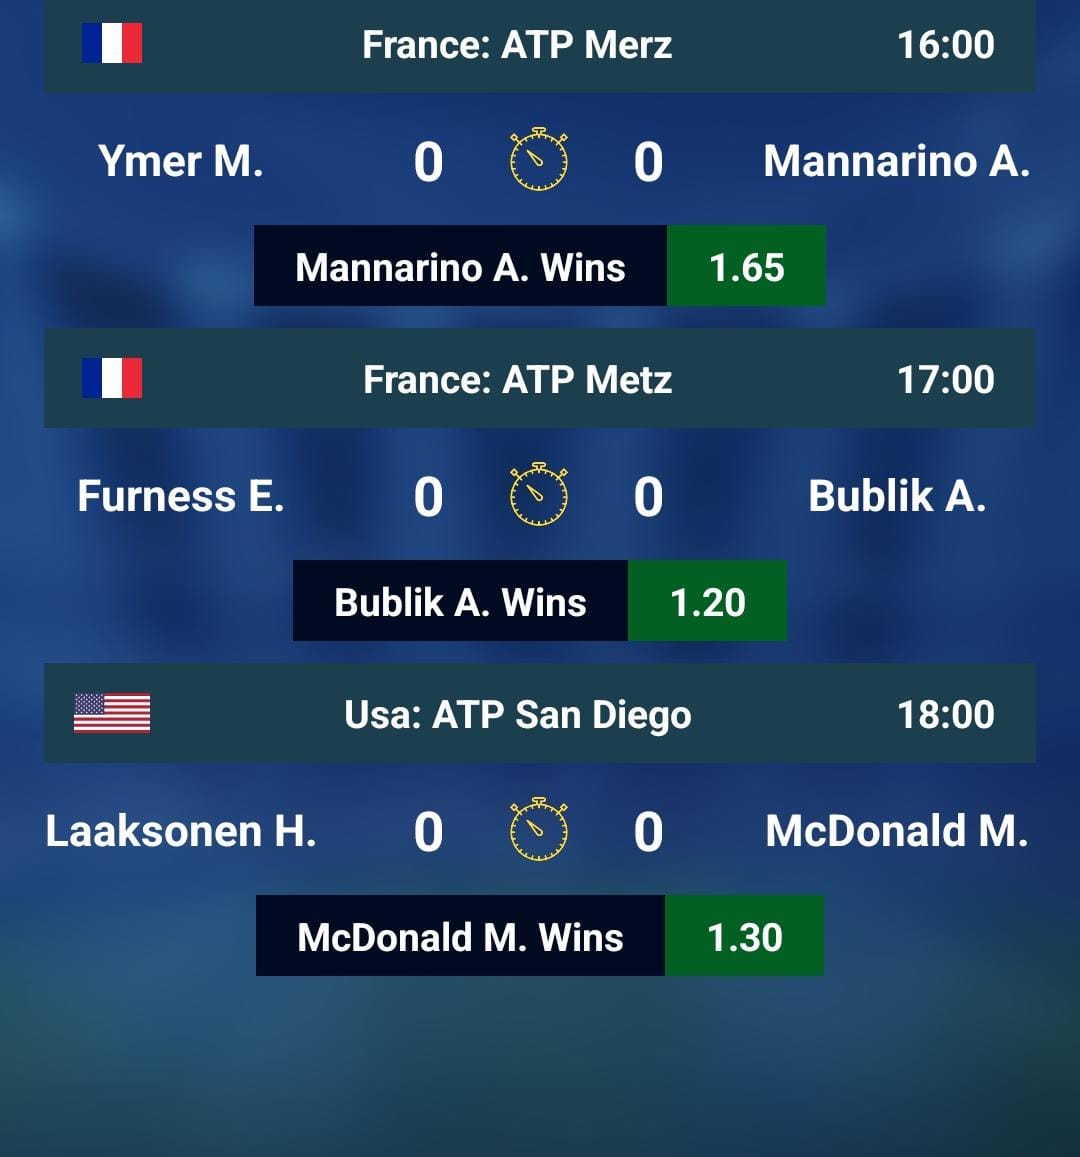 France: ATP Merz 16:00
Ymer M. 0 0 Mannarino A.
Mannarino A. Wins 1.65
France: ATP Metz 17:00
Furness E. 0 0 Bublik A.
Bublik A. Wins 1.20
Usa: ATP San Diego 18:00
Laaksonen H. 0 0 McDonald M.
McDonald M. Wins 1.30